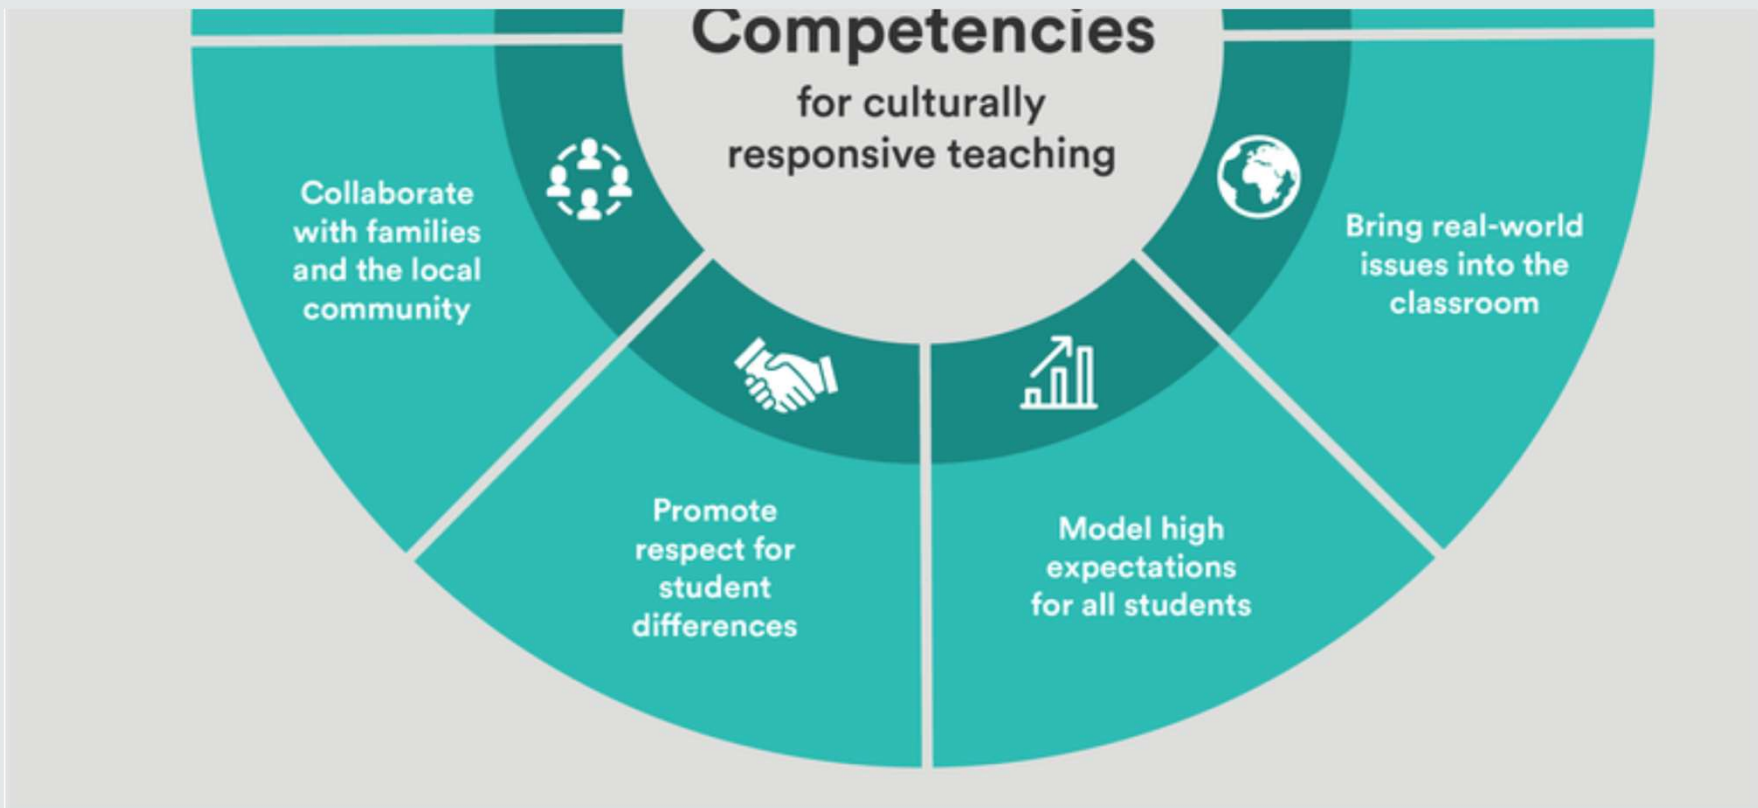 Competencies
for culturally
responsive teaching
Collaborate
with families
and the local
community
Bring real-world
issues into the
classroom
Promote
respect for
student
differences
Model high
expectations
for all students